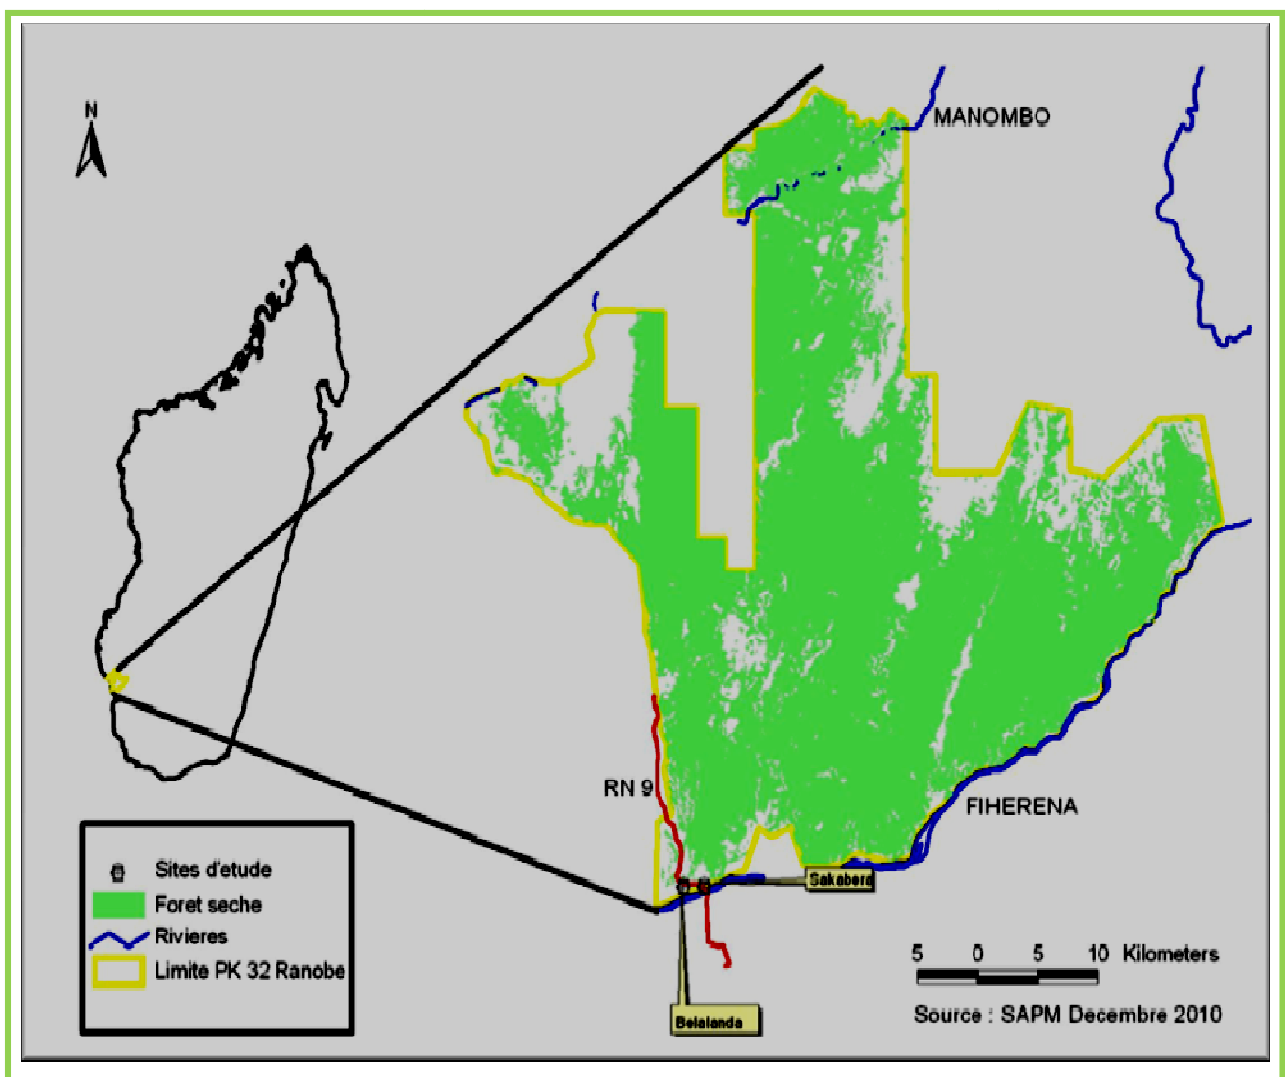 N
MANOMBO
RN 9
FIHERENA
Sakabera
Belalanda
Sites d'etude
Foret seche
Rivieres
Limite PK 32 Ranobe
5 0 5 10 Kilometers
Source : SAPM Decembre 2010